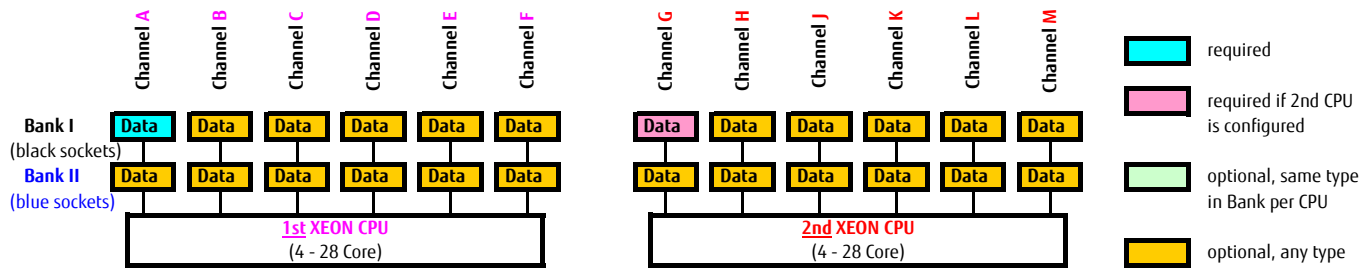 Channel A Channel B Channel C Channel D Channel E Channel F Channel G Channel H Channel J Channel K Channel L Channel M
required
required if 2nd CPU
is configured
Bank I Data Data Data Data Data Data Data Data Data Data Data Data
(black sockets)
Bank II Data Data Data Data Data Data Data Data Data Data Data Data
(blue sockets)
optional, same type
in Bank per CPU
1st XEON CPU 2nd XEON CPU
(4 - 28 Core) (4 - 28 Core)
optional, any type